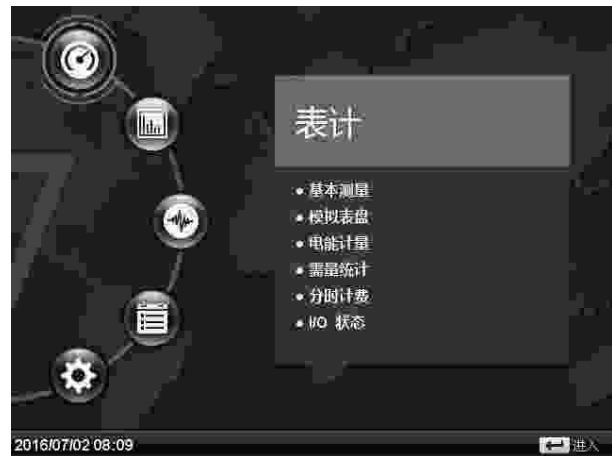 表计
• 基本测量
• 模拟表盘
• 电能计量
• 需量统计
• 分时计费
• I/O 状态
2016/07/02 08:09
进入